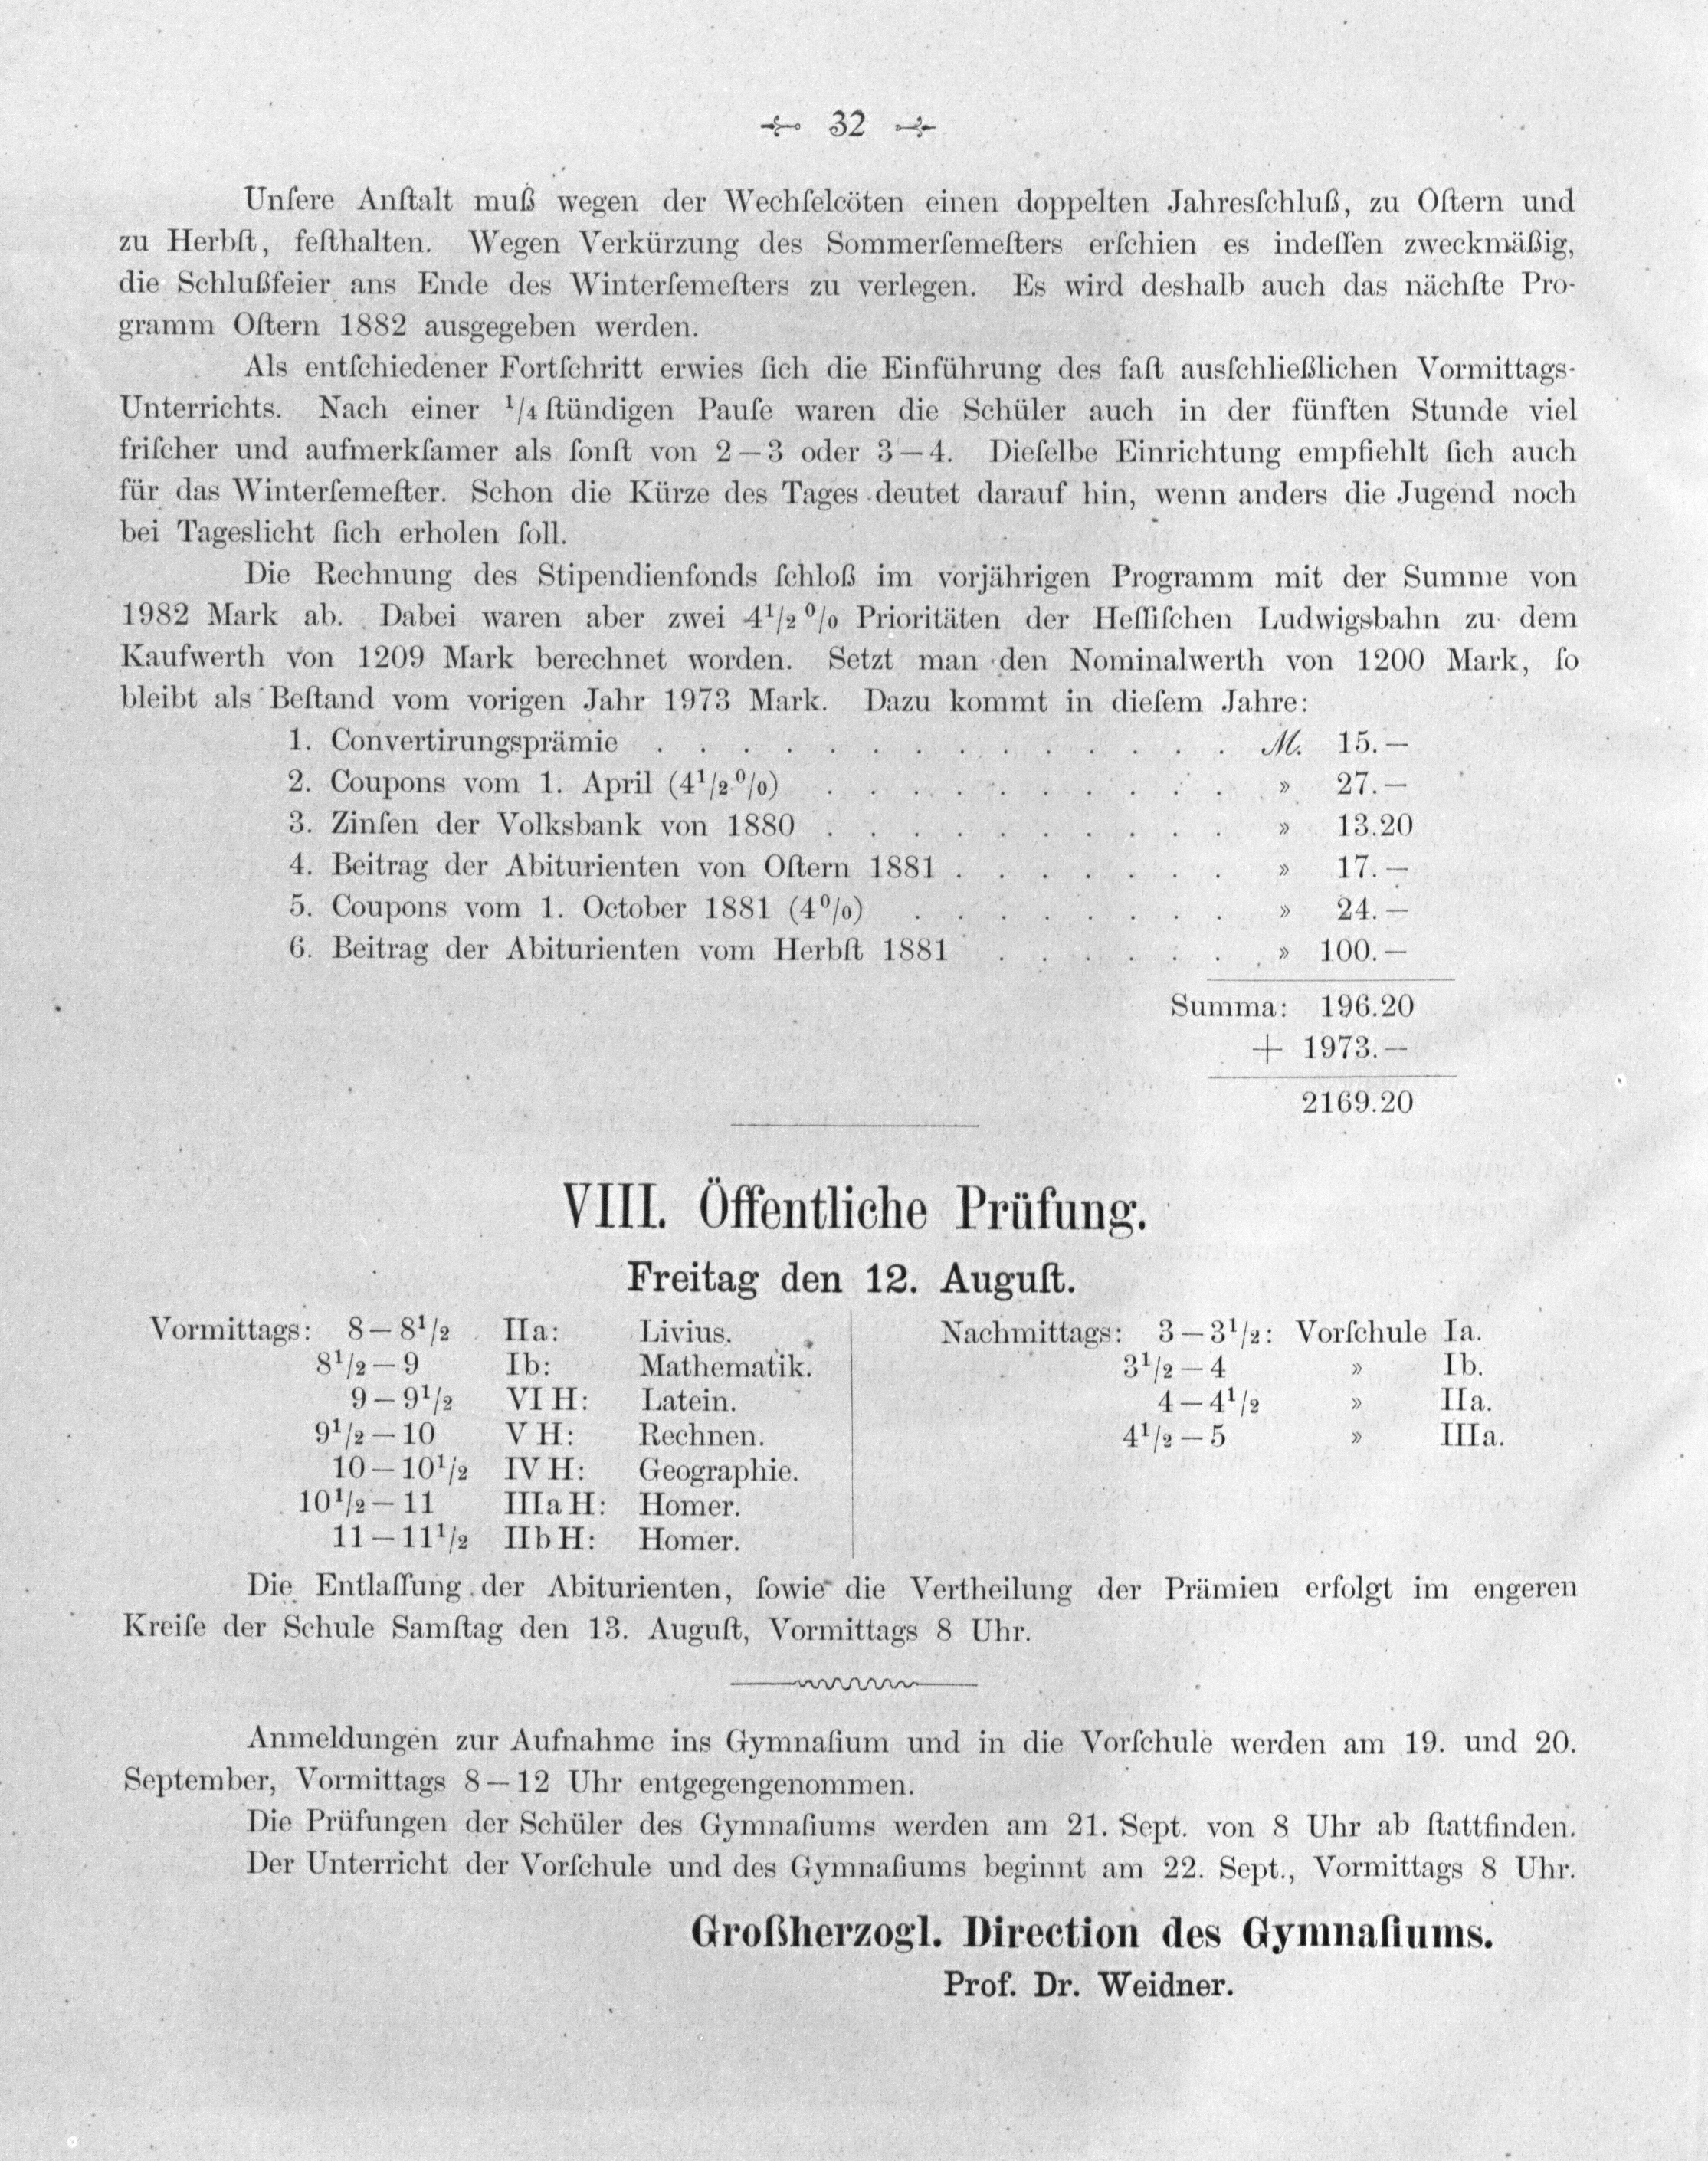 32
Unſere Anſtalt muß wegen der Wechſelcöten einen doppelten Jahresſchluß, zu Oſtern und
zu Herbſt, feſthalten. Wegen Verkürzung des Sommerſemeſters erſchien es indeſſen zweckmäßig,
die Schlußfeier ans Ende des Winterſemeſters zu verlegen. Es wird deshalb auch das nächſte Pro-
gramm Oſtern 1882 ausgegeben werden.
Als entſchiedener Fortſchritt erwies ſich die Einführung des faſt ausſchließlichen Vormittags-
Unterrichts. Nach einer 1/4 ſtündigen Pauſe waren die Schüler auch in der fünften Stunde viel
friſcher und aufmerkſamer als ſonſt von 2—3 oder 3—4. Dieſelbe Einrichtung empfiehlt ſich auch
für das Winterſemeſter. Schon die Kürze des Tages deutet darauf hin, wenn anders die Jugend noch
bei Tageslicht ſich erholen ſoll.
Die Rechnung des Stipendienfonds ſchloß im vorjährigen Programm mit der Summe von
1982 Mark ab. Dabei waren aber zwei 4 1/2 % Prioritäten der Heſſiſchen Ludwigsbahn zu dem
Kaufwerth von 1209 Mark berechnet worden. Setzt man den Nominalwerth von 1200 Mark, ſo
bleibt als Beſtand vom vorigen Jahr 1973 Mark. Dazu kommt in dieſem Jahre:
1. Convertirungsprämie . . . . . . . . . . . . . . M. 15.—
2. Coupons vom 1. April (4 1/2 %) . . . . . . . . . . » 27.—
3. Zinſen der Volksbank von 1880 . . . . . . . . . . » 13.20
4. Beitrag der Abiturienten von Oſtern 1881 . . . . . . . » 17.—
5. Coupons vom 1. October 1881 (4%) . . . . . . . . » 24.—
6. Beitrag der Abiturienten vom Herbſt 1881 . . . . . . . » 100.—
Summa: 196.20
+ 1973.—
2169.20
VIII. Öffentliche Prüfung.
Freitag den 12. Auguſt.
Vormittags: 8—8 1/2 IIa: Livius.
8 1/2—9 Ib: Mathematik.
9—9 1/2 VI H: Latein.
9 1/2—10 V H: Rechnen.
10—10 1/2 IV H: Geographie.
10 1/2—11 IIIa H: Homer.
11—11 1/2 IIb H: Homer.
Nachmittags: 3—3 1/2: Vorſchule Ia.
3 1/2—4 » Ib.
4—4 1/2 » IIa.
4 1/2—5 » IIIa.
Die Entlaſſung der Abiturienten, ſowie die Vertheilung der Prämien erfolgt im engeren
Kreiſe der Schule Samſtag den 13. Auguſt, Vormittags 8 Uhr.
Anmeldungen zur Aufnahme ins Gymnaſium und in die Vorſchule werden am 19. und 20.
September, Vormittags 8—12 Uhr entgegengenommen.
Die Prüfungen der Schüler des Gymnaſiums werden am 21. Sept. von 8 Uhr ab ſtattfinden.
Der Unterricht der Vorſchule und des Gymnaſiums beginnt am 22. Sept., Vormittags 8 Uhr.
Großherzogl. Direction des Gymnaſiums.
Prof. Dr. Weidner.